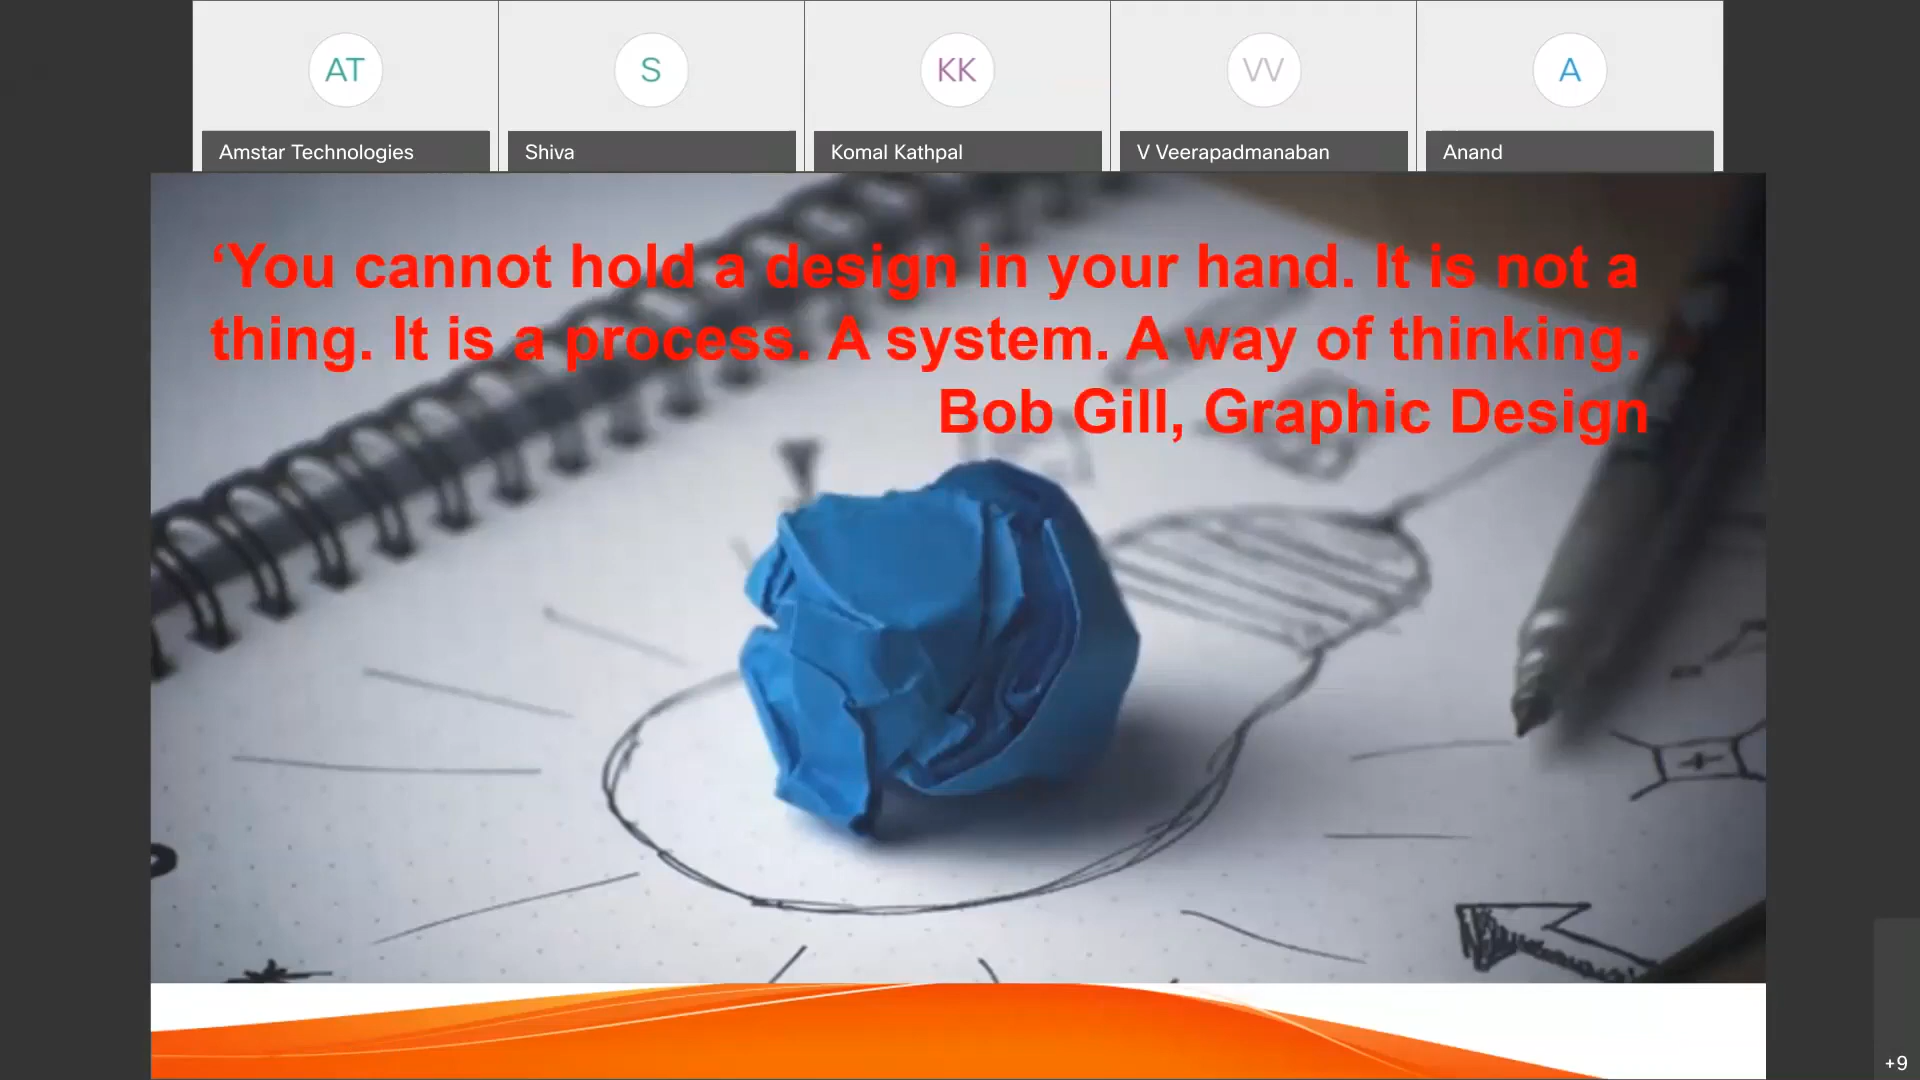 AT
S
KK
VV
A
Amstar Technologies
Shiva
Komal Kathpal
V Veerapadmanaban
Anand
‘You cannot hold a design in your hand. It is not a
thing. It is a process. A system. A way of thinking.
Bob Gill, Graphic Design
+9